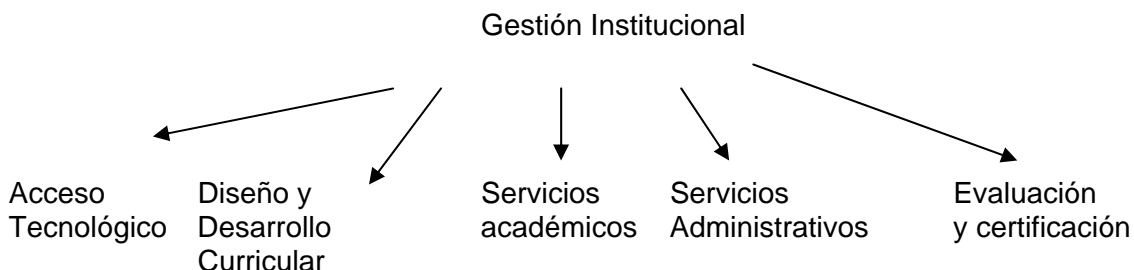 Gestión Institucional
Acceso
Tecnológico
Diseño y
Desarrollo
Curricular
Servicios
académicos
Servicios
Administrativos
Evaluación
y certificación